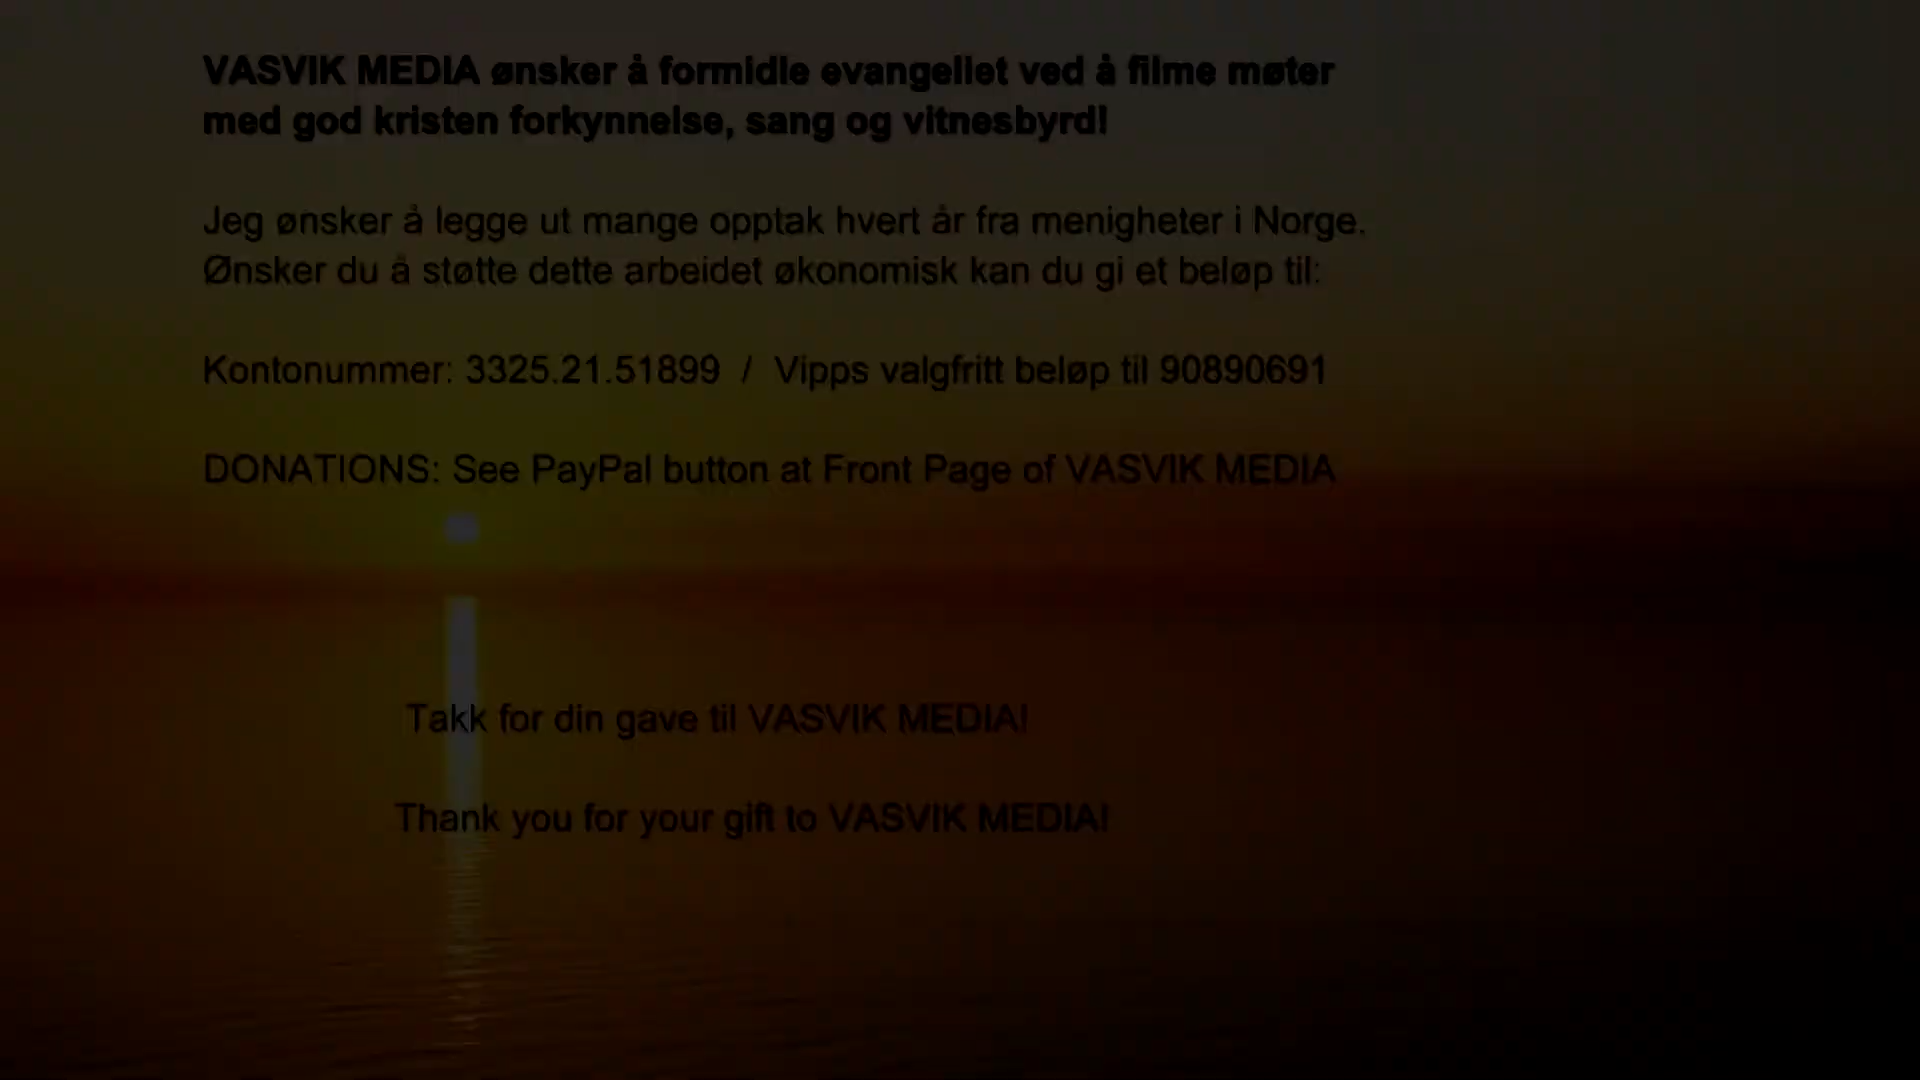 VASVIK MEDIA ønsker å formidle evangeliet ved å filme møter
med god kristen forkynnelse, sang og vitnesbyrd!
Jeg ønsker å legge ut mange opptak hvert år fra menigheter i Norge.
Ønsker du å støtte dette arbeidet økonomisk kan du gi et beløp til:
Kontonummer: 3325.21.51899 / Vipps valgfritt beløp til 90890691
DONATIONS: See PayPal button at Front Page of VASVIK MEDIA
Takk for din gave til VASVIK MEDIA!
Thank you for your gift to VASVIK MEDIA!